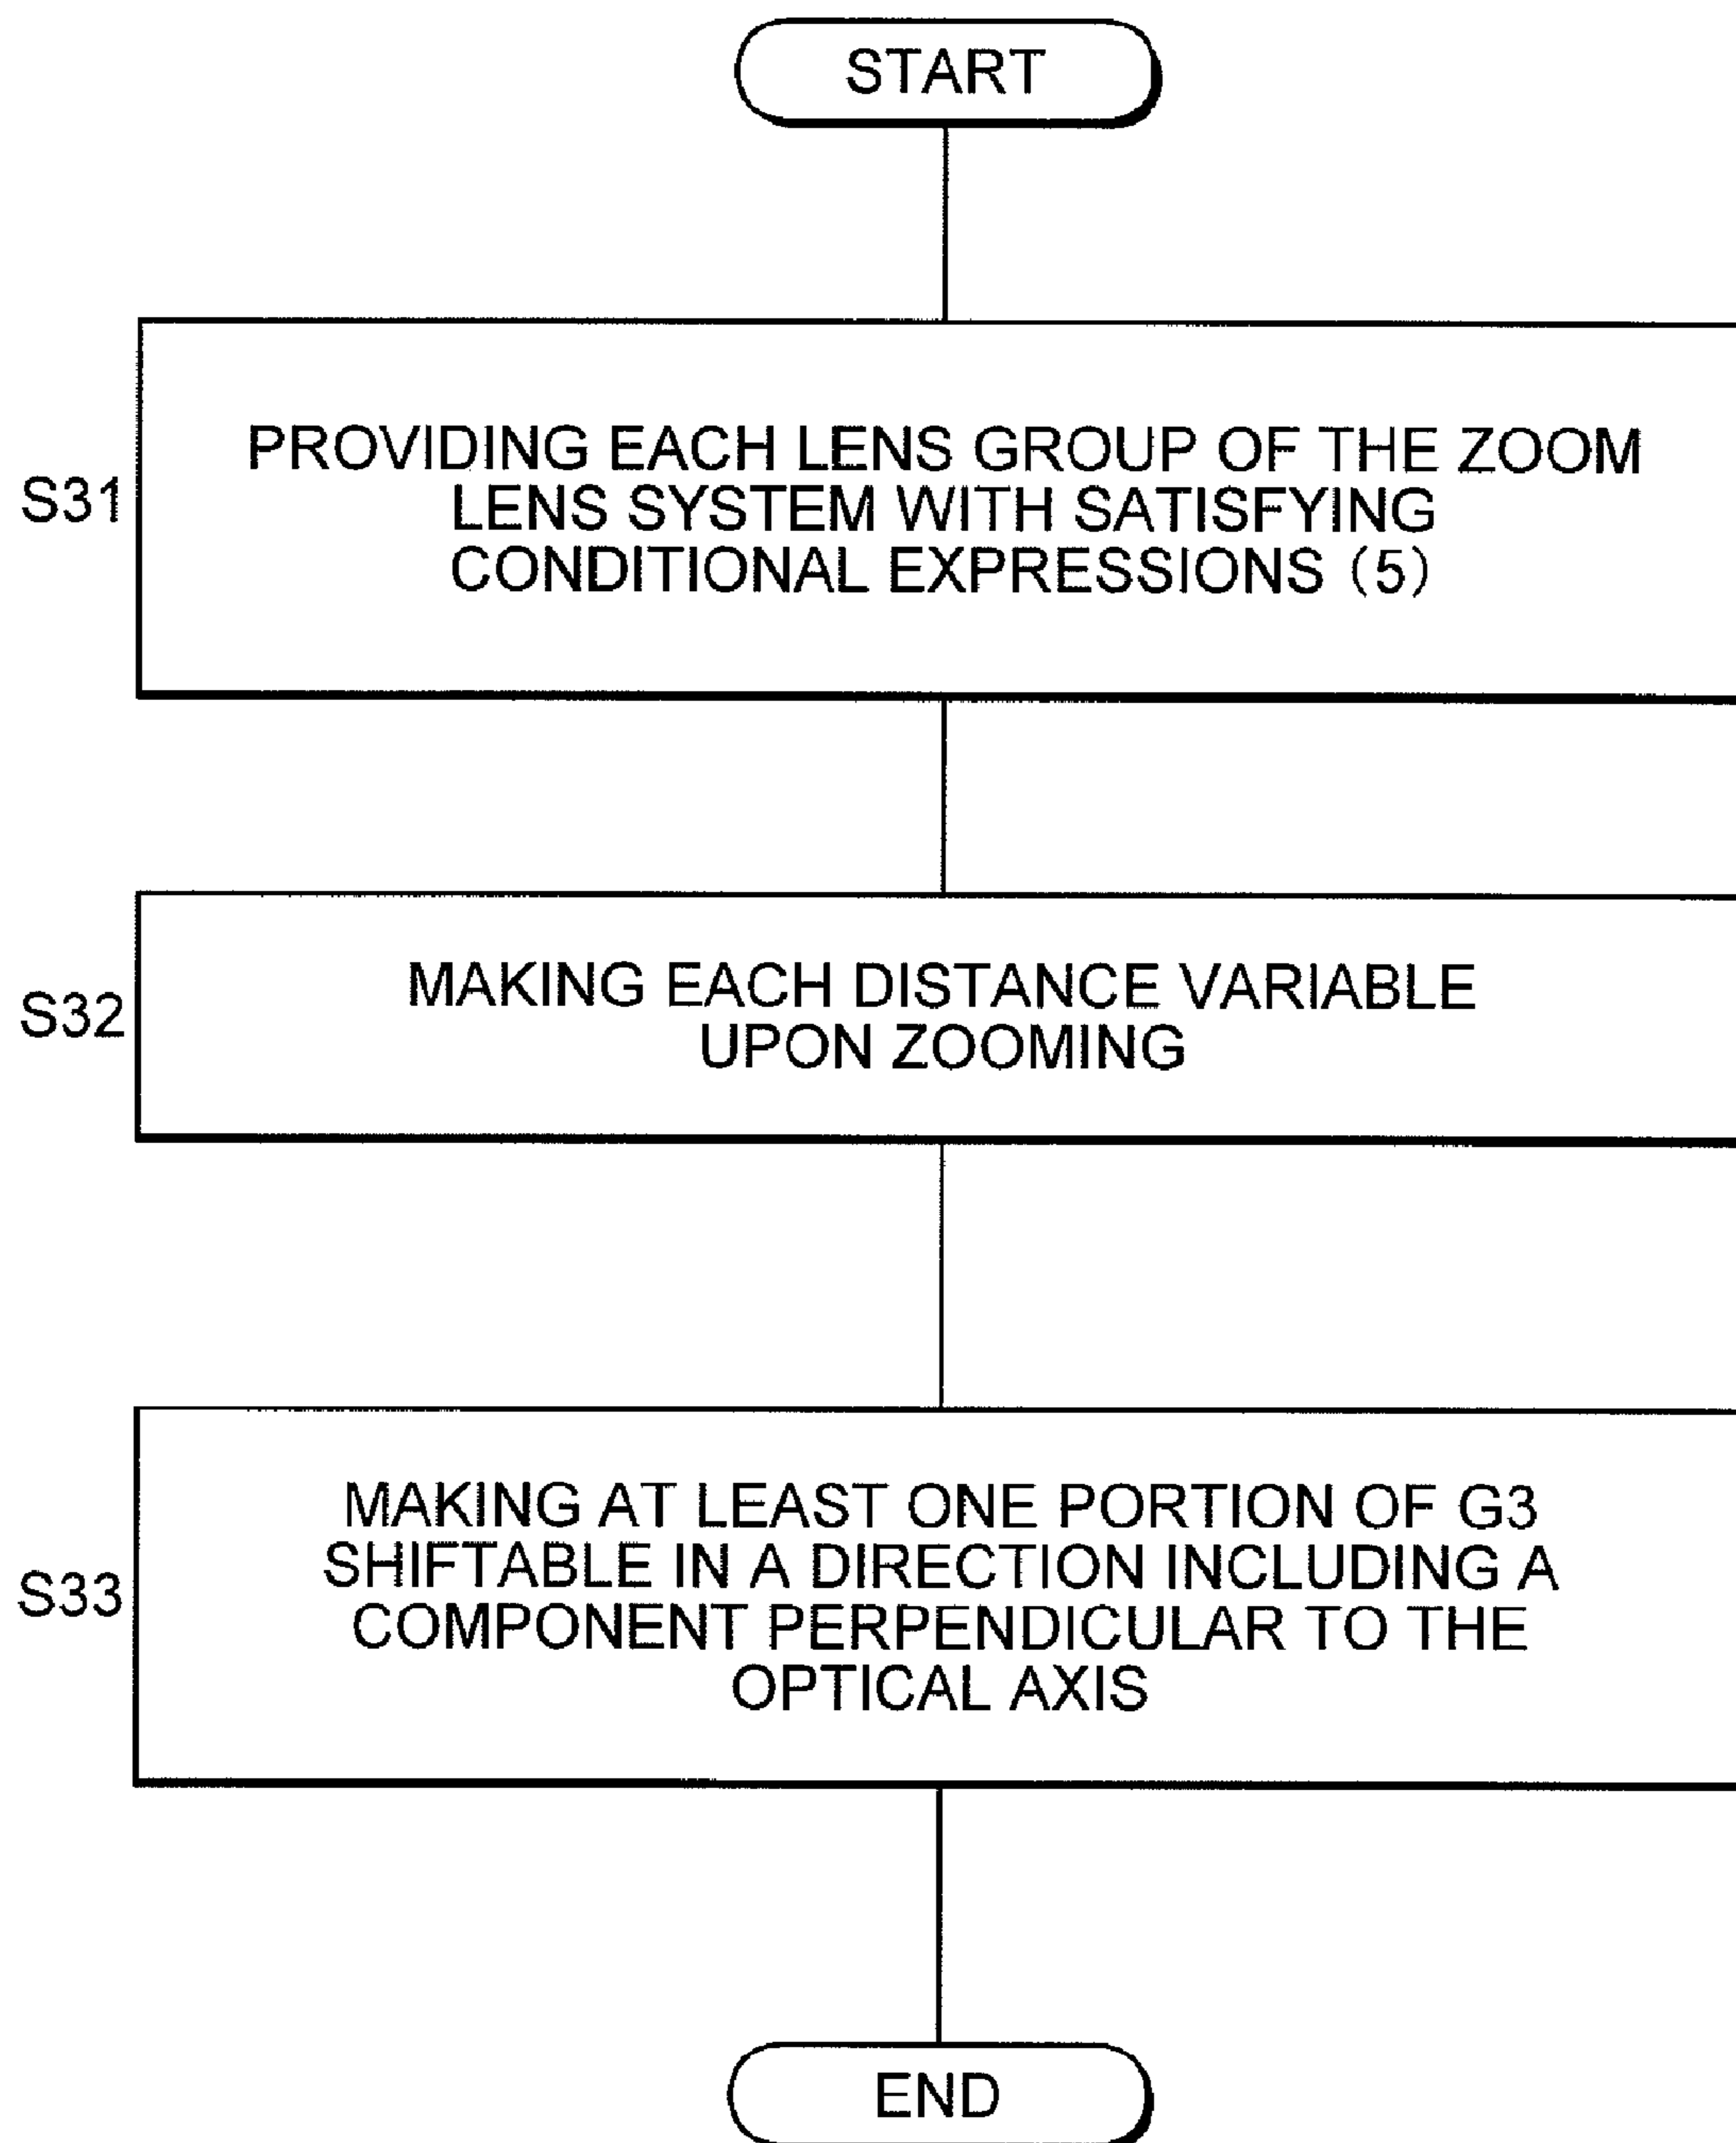 START
S31
PROVIDING EACH LENS GROUP OF THE ZOOM
LENS SYSTEM WITH SATISFYING
CONDITIONAL EXPRESSIONS (5)
S32
MAKING EACH DISTANCE VARIABLE
UPON ZOOMING
S33
MAKING AT LEAST ONE PORTION OF G3
SHIFTABLE IN A DIRECTION INCLUDING A
COMPONENT PERPENDICULAR TO THE
OPTICAL AXIS
END